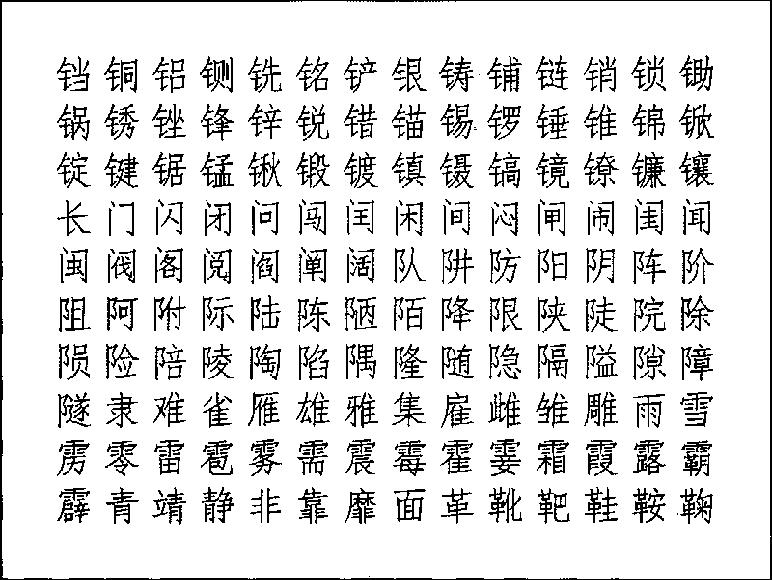 铛铜铝铡铣铭铲银铸铺链销锁锄
锅锈锉锋锌锐错锚锡锣锤锥锦锨
锭键锯锰锹锻镀镇镊镐镜镣镰镶
长门闪闭问闯闰闲间闷闸闹闺闻
闽阀阁阅阎阐阔队阱防阳阴阵阶
阻阿附际陆陈陋陌降限陕陡院除
陨险陪陵陶陷隅隆随隐隔隘隙障
隧隶难雀雁雄雅集雇雌雏雕雨雪
雳零雷雹雾需震霉霍霎霜霞露霸
霹青靖静非靠靡面革靴靶鞋鞍鞠